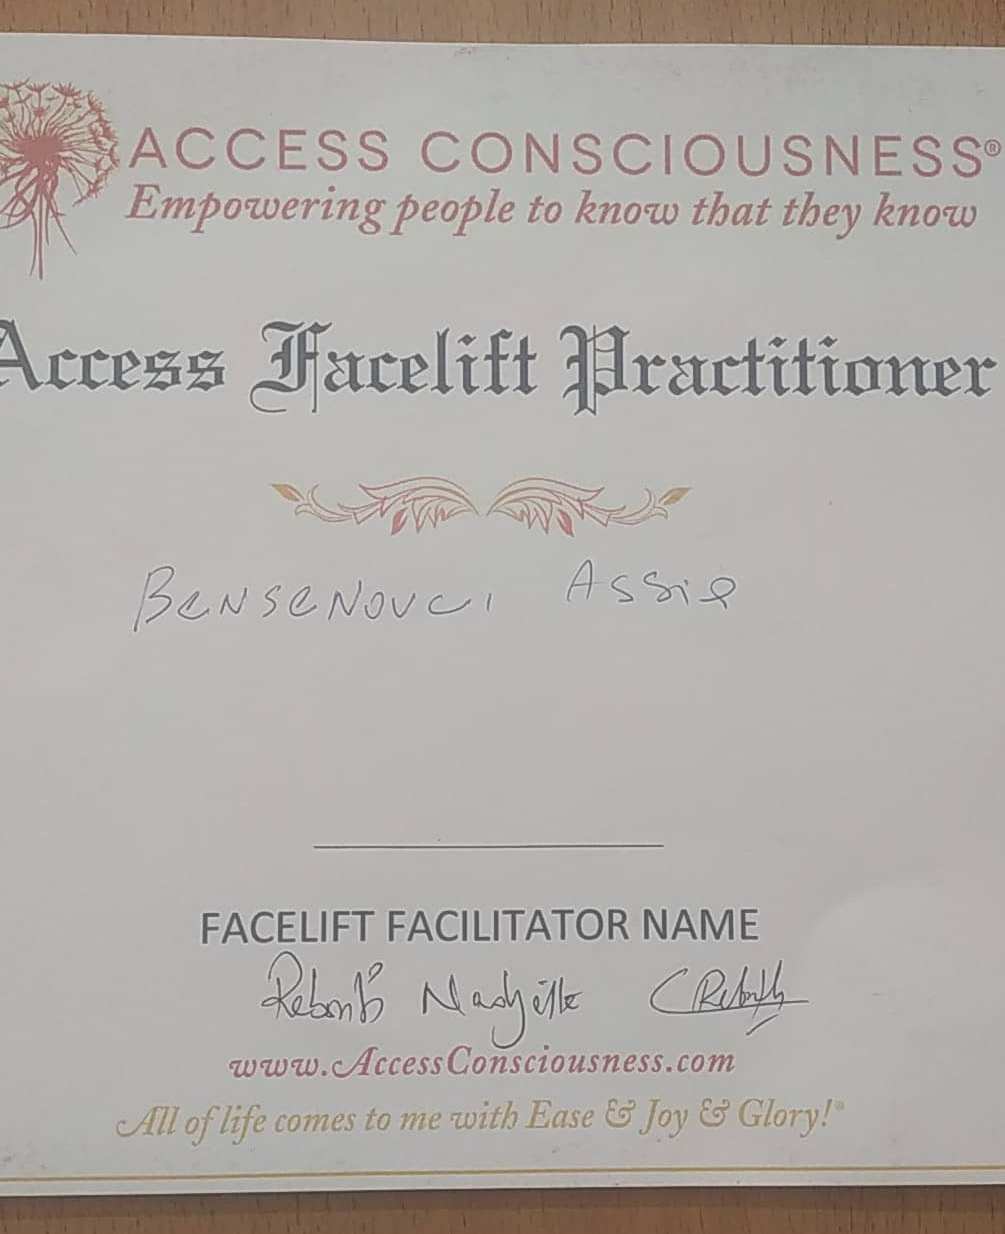 ACCESS CONSCIOUSNESS®
Empowering people to know that they know
Access Facelift Practitioner
BENSENOUCI Assie
FACELIFT FACILITATOR NAME
www.AccessConsciousness.com
All of life comes to me with Ease & Joy & Glory!®